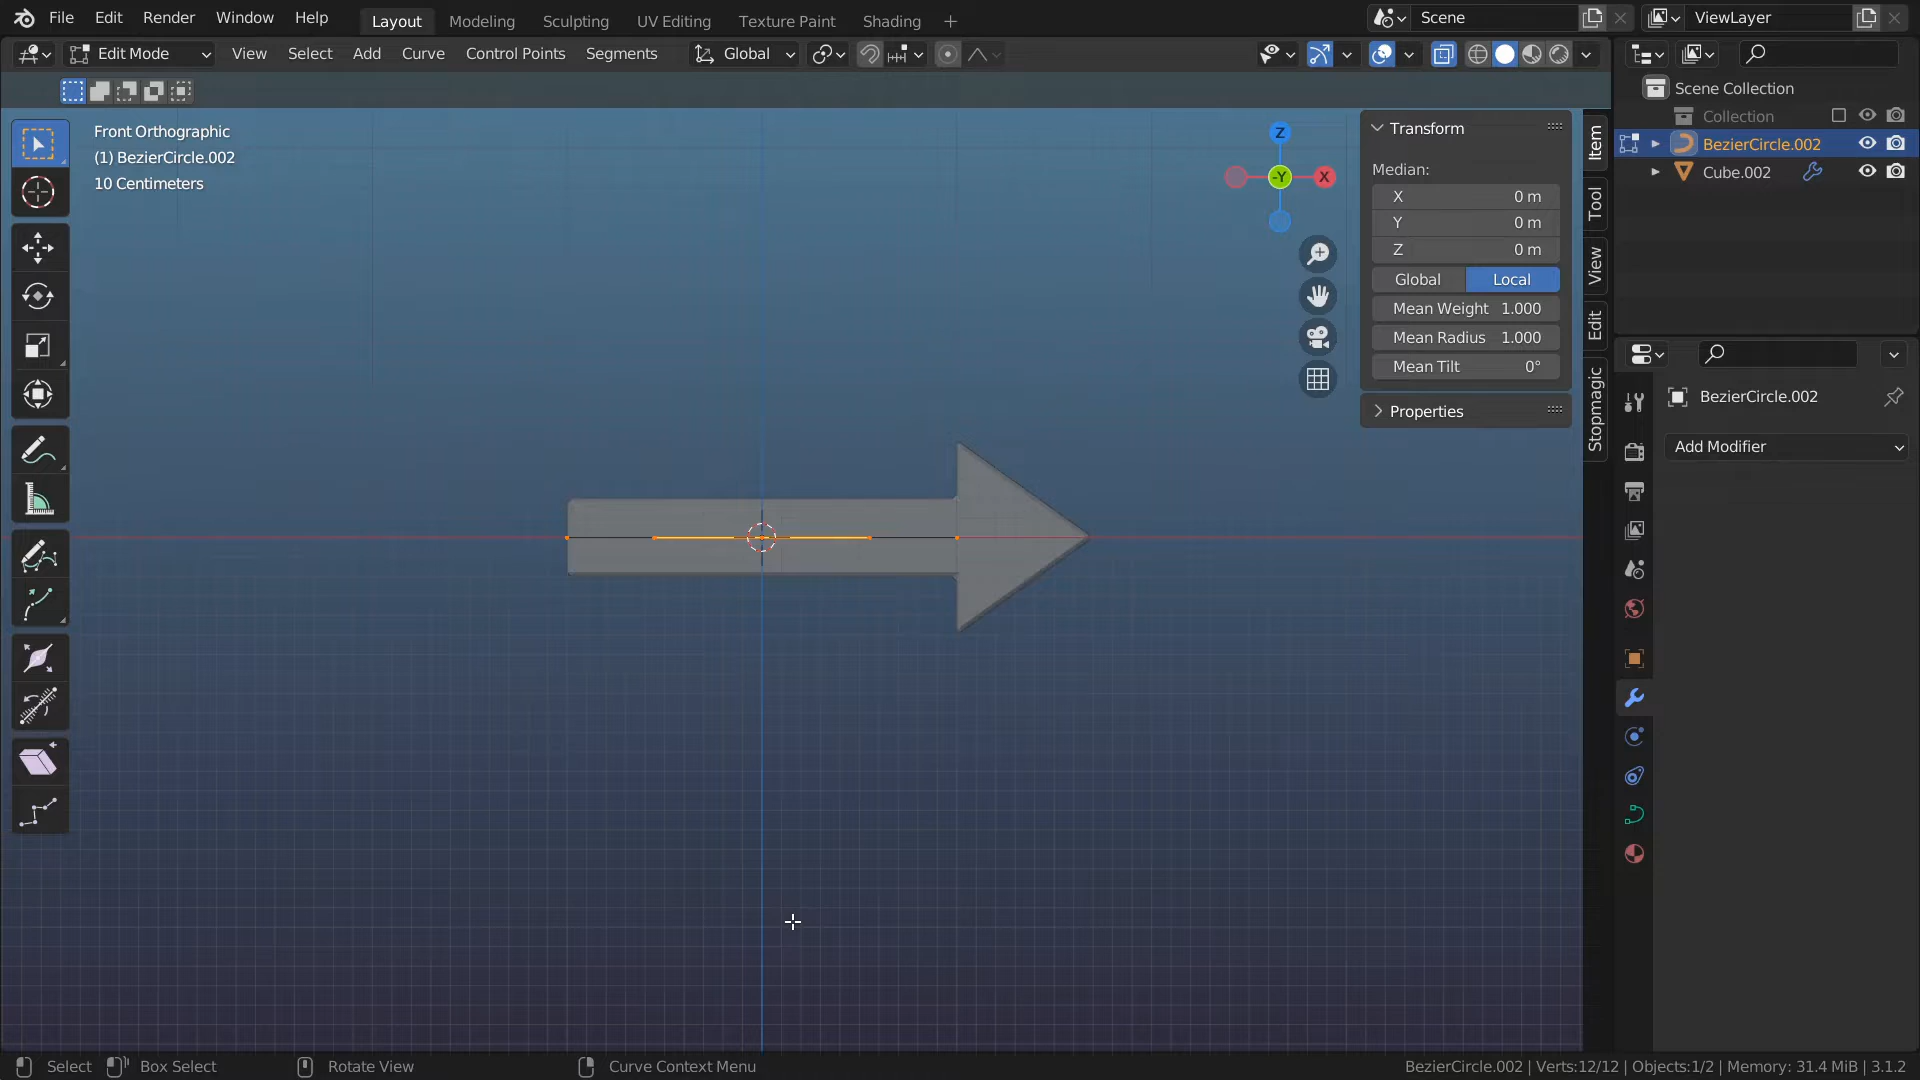 File Edit Render Window Help Layout Modeling Sculpting UV Editing Texture Paint Shading + Scene ViewLayer
Edit Mode View Select Add Curve Control Points Segments Global
Front Orthographic
(1) BezierCircle.002
10 Centimeters
Z
-Y
X
Transform
Median:
X 0 m
Y 0 m
Z 0 m
Global Local
Mean Weight 1.000
Mean Radius 1.000
Mean Tilt 0°
Properties
Item
Tool
View
Edit
Stopmagic
Scene Collection
Collection
BezierCircle.002
Cube.002
BezierCircle.002
Add Modifier
Select Box Select Rotate View Curve Context Menu BezierCircle.002 | Verts:12/12 | Objects:1/2 | Memory: 31.4 MiB | 3.1.2